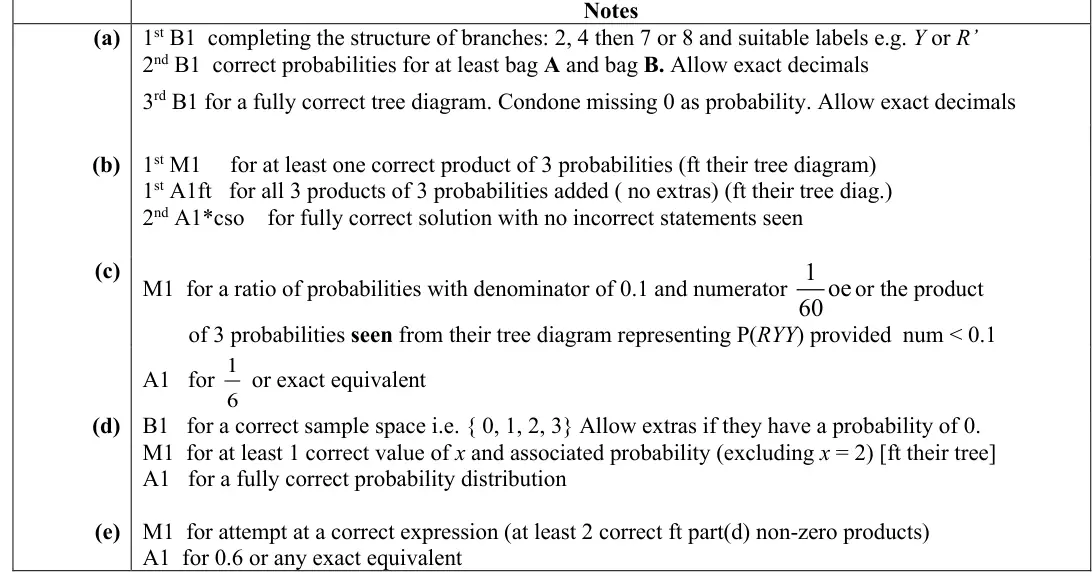 Notes
(a) 1st B1 completing the structure of branches: 2, 4 then 7 or 8 and suitable labels e.g. Y or R’
2nd B1 correct probabilities for at least bag A and bag B. Allow exact decimals
3rd B1 for a fully correct tree diagram. Condone missing 0 as probability. Allow exact decimals
(b) 1st M1 for at least one correct product of 3 probabilities (ft their tree diagram)
1st A1ft for all 3 products of 3 probabilities added ( no extras) (ft their tree diag.)
2nd A1*cso for fully correct solution with no incorrect statements seen
(c) M1 for a ratio of probabilities with denominator of 0.1 and numerator 1/60 oe or the product
of 3 probabilities seen from their tree diagram representing P(RYY) provided num < 0.1
A1 for 1/6 or exact equivalent
(d) B1 for a correct sample space i.e. { 0, 1, 2, 3} Allow extras if they have a probability of 0.
M1 for at least 1 correct value of x and associated probability (excluding x = 2) [ft their tree]
A1 for a fully correct probability distribution
(e) M1 for attempt at a correct expression (at least 2 correct ft part(d) non-zero products)
A1 for 0.6 or any exact equivalent